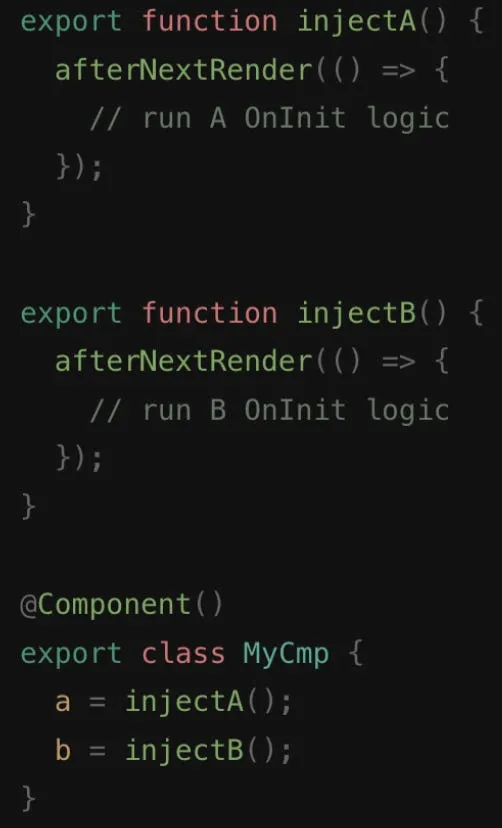 export function injectA() {
  afterNextRender(() => {
    // run A OnInit logic
  });
}

export function injectB() {
  afterNextRender(() => {
    // run B OnInit logic
  });
}

@Component()
export class MyCmp {
  a = injectA();
  b = injectB();
}